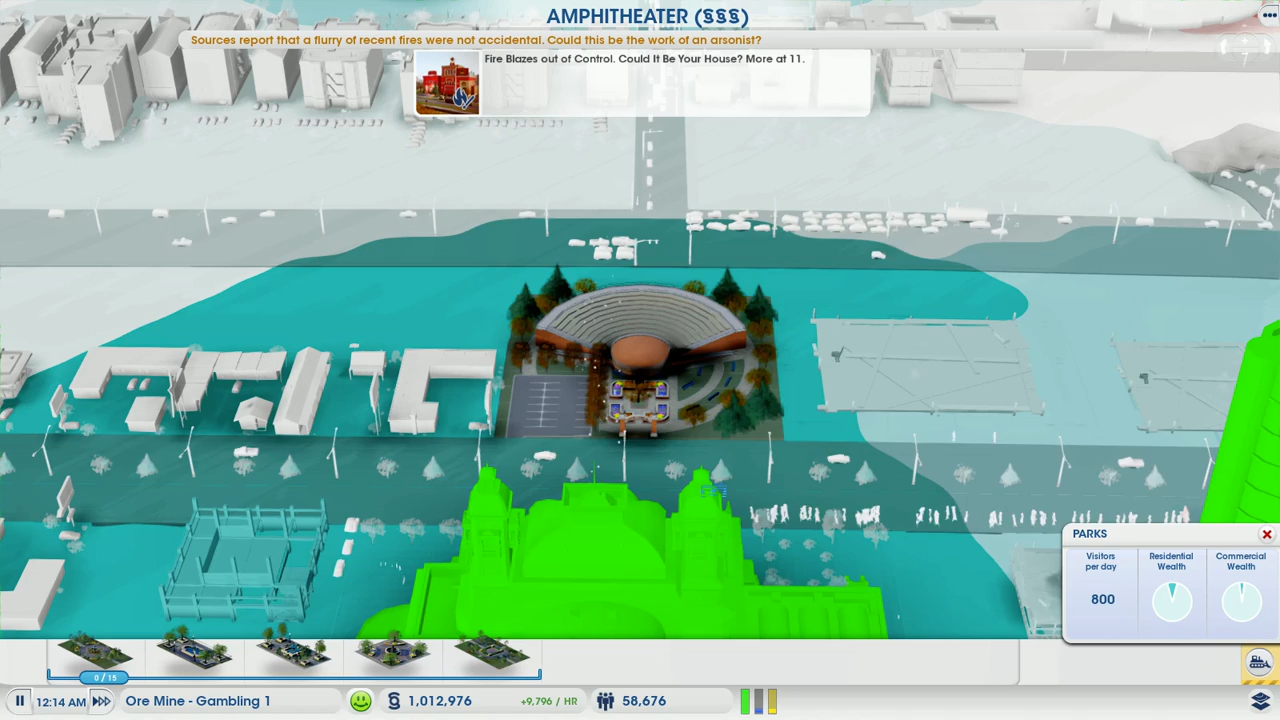 AMPHITHEATER (§§§)
Sources report that a flurry of recent fires were not accidental. Could this be the work of an arsonist?
Fire Blazes out of Control. Could It Be Your House? More at 11.
PARKS
Visitors per day
Residential Wealth
Commercial Wealth
800
0 / 15
12:14 AM
Ore Mine - Gambling 1
1,012,976
+9,796 / HR
58,676